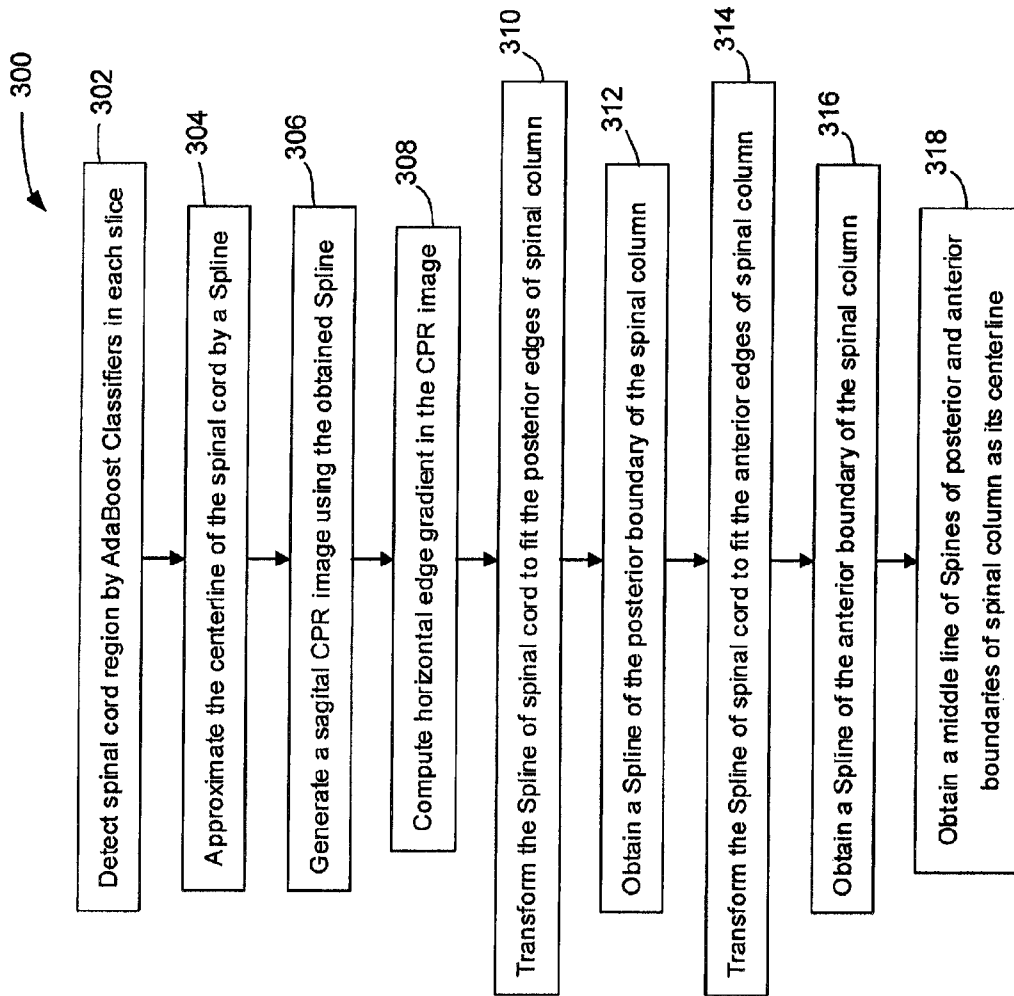 300
302
Detect spinal cord region by AdaBoost Classifiers in each slice
304
Approximate the centerline of the spinal cord by a Spline
306
Generate a sagital CPR image using the obtained Spline
308
Compute horizontal edge gradient in the CPR image
310
Transform the Spline of spinal cord to fit the posterior edges of spinal column
312
Obtain a Spline of the posterior boundary of the spinal column
314
Transform the Spline of spinal cord to fit the anterior edges of spinal column
316
Obtain a Spline of the anterior boundary of the spinal column
318
Obtain a middle line of Spines of posterior and anterior
boundaries of spinal column as its centerline